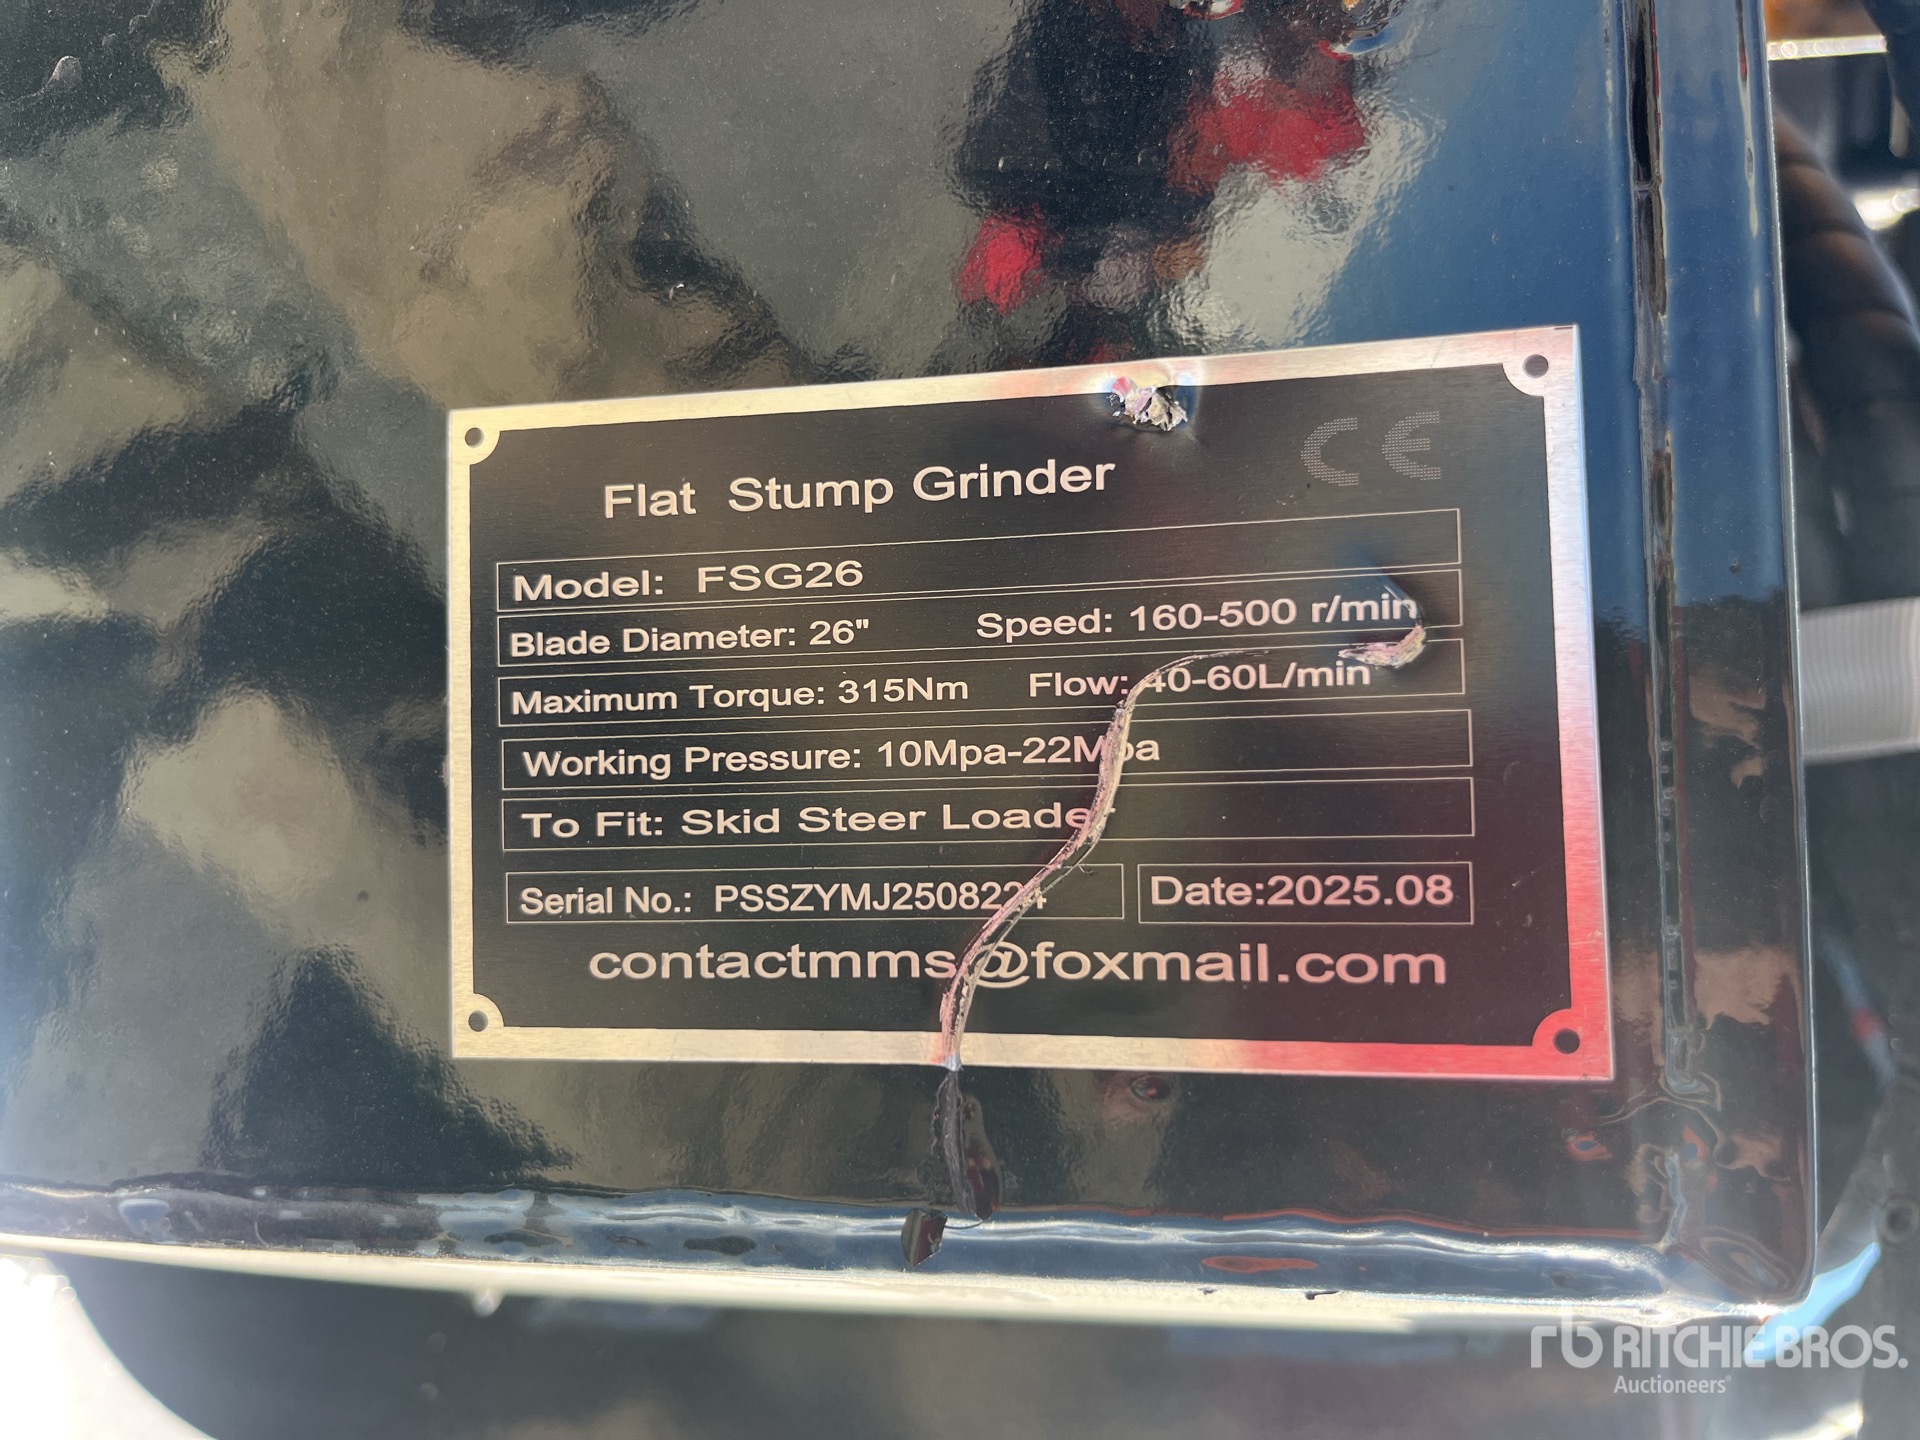 CE
Flat Stump Grinder
Model: FSG26
Blade Diameter: 26" Speed: 160-500 r/min
Maximum Torque: 315Nm Flow: 40-60L/min
Working Pressure: 10Mpa-22Mpa
To Fit: Skid Steer Loader
Serial No.: PSSZYMJ2508224
Date:2025.08
contactmms@foxmail.com
rb RITCHIE BROS.
Auctioneers